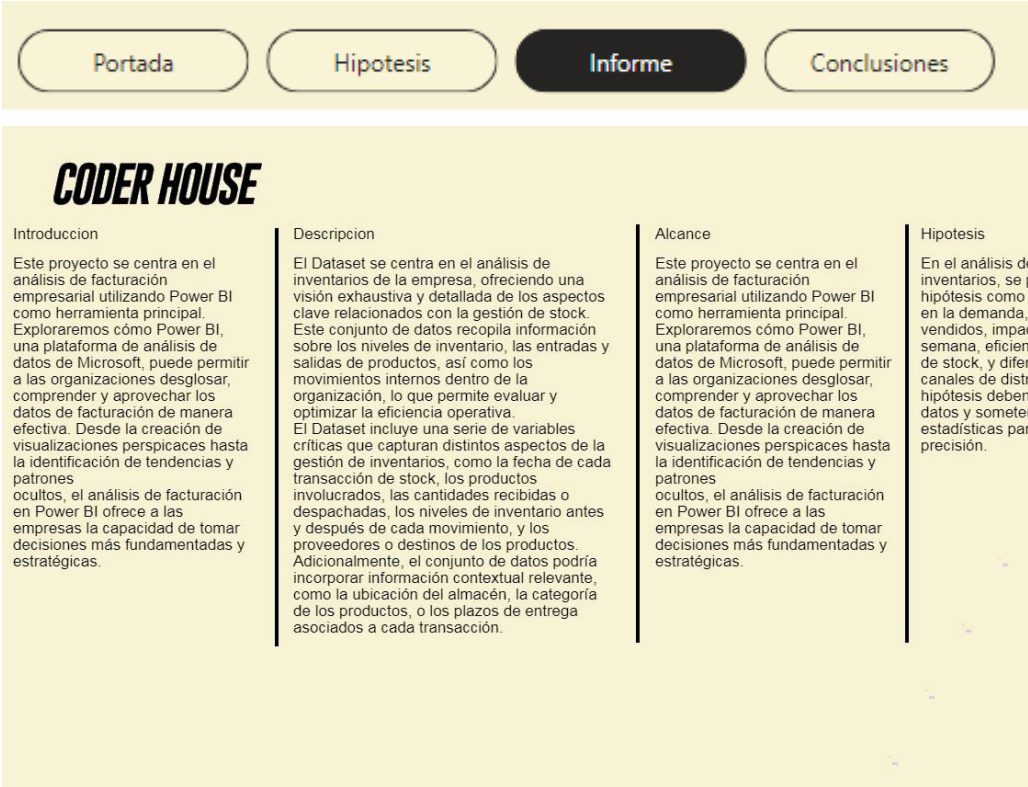 Portada
Hipotesis
Informe
Conclusiones
CODER HOUSE
Introduccion
Este proyecto se centra en el
análisis de facturación
empresarial utilizando Power BI
como herramienta principal.
Exploraremos cómo Power BI,
una plataforma de análisis de
datos de Microsoft, puede permitir
a las organizaciones desglosar,
comprender y aprovechar los
datos de facturación de manera
efectiva. Desde la creación de
visualizaciones perspicaces hasta
la identificación de tendencias y
patrones
ocultos, el análisis de facturación
en Power BI ofrece a las
empresas la capacidad de tomar
decisiones más fundamentadas y
estratégicas.
Descripcion
El Dataset se centra en el análisis de
inventarios de la empresa, ofreciendo una
visión exhaustiva y detallada de los aspectos
clave relacionados con la gestión de stock.
Este conjunto de datos recopila información
sobre los niveles de inventario, las entradas y
salidas de productos, así como los
movimientos internos dentro de la
organización, lo que permite evaluar y
optimizar la eficiencia operativa.
El Dataset incluye una serie de variables
críticas que capturan distintos aspectos de la
gestión de inventarios, como la fecha de cada
transacción de stock, los productos
involucrados, las cantidades recibidas o
despachadas, los niveles de inventario antes
y después de cada movimiento, y los
proveedores o destinos de los productos.
Adicionalmente, el conjunto de datos podría
incorporar información contextual relevante,
como la ubicación del almacén, la categoría
de los productos, o los plazos de entrega
asociados a cada transacción.
Alcance
Este proyecto se centra en el
análisis de facturación
empresarial utilizando Power BI
como herramienta principal.
Exploraremos cómo Power BI,
una plataforma de análisis de
datos de Microsoft, puede permitir
a las organizaciones desglosar,
comprender y aprovechar los
datos de facturación de manera
efectiva. Desde la creación de
visualizaciones perspicaces hasta
la identificación de tendencias y
patrones
ocultos, el análisis de facturación
en Power BI ofrece a las
empresas la capacidad de tomar
decisiones más fundamentadas y
estratégicas.
Hipotesis
En el análisis
inventarios, se
hipótesis como
en la demanda,
vendidos,
semana,
de stock, y
canales de
hipótesis
datos y
estadísticas
precisión.